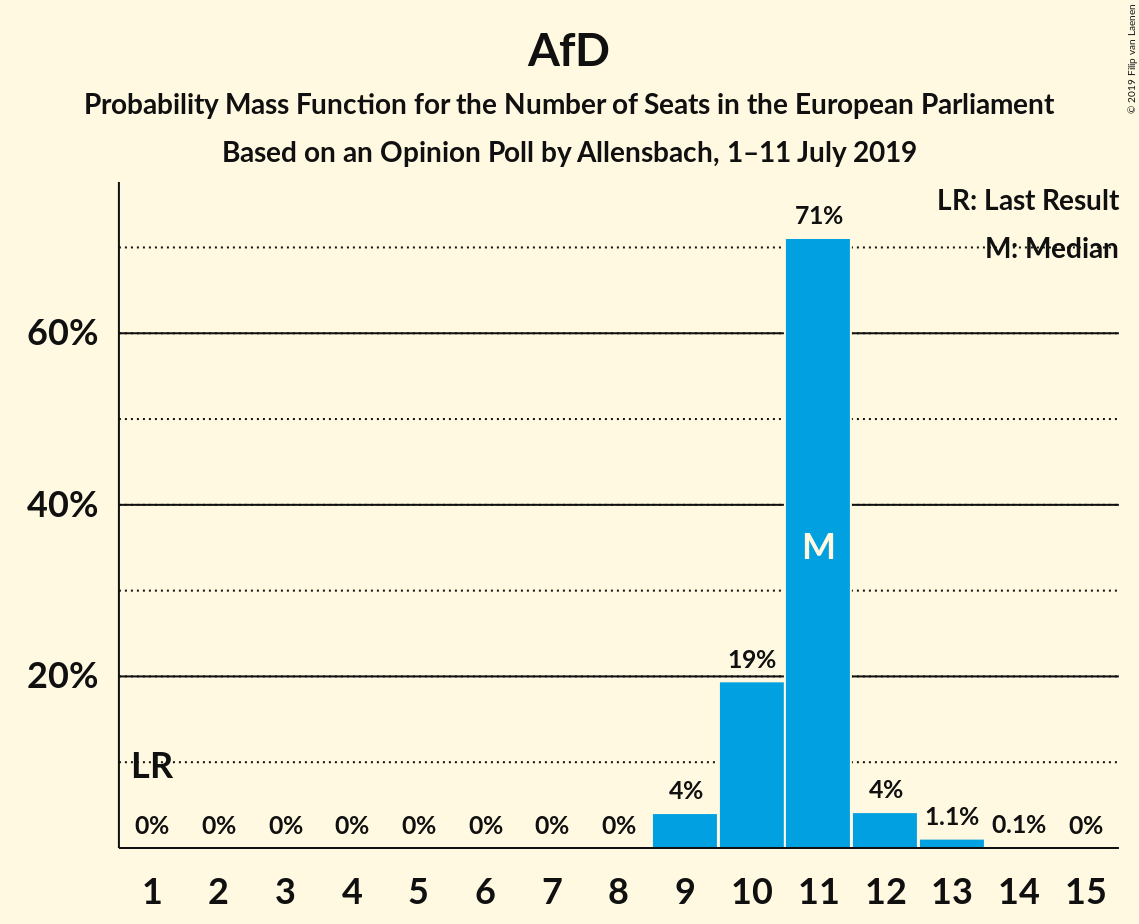 AfD
Probability Mass Function for the Number of Seats in the European Parliament
Based on an Opinion Poll by Allensbach, 1–11 July 2019
© 2019 Filip van Laenen
LR: Last Result
M: Median
71%
60%
40%
M
19%
20%
LR
4%
4%
1.1%
0.1%
0%
0% 0% 0% 0% 0% 0% 0% 0%
1 2 3 4 5 6 7 8 9 10 11 12 13 14 15